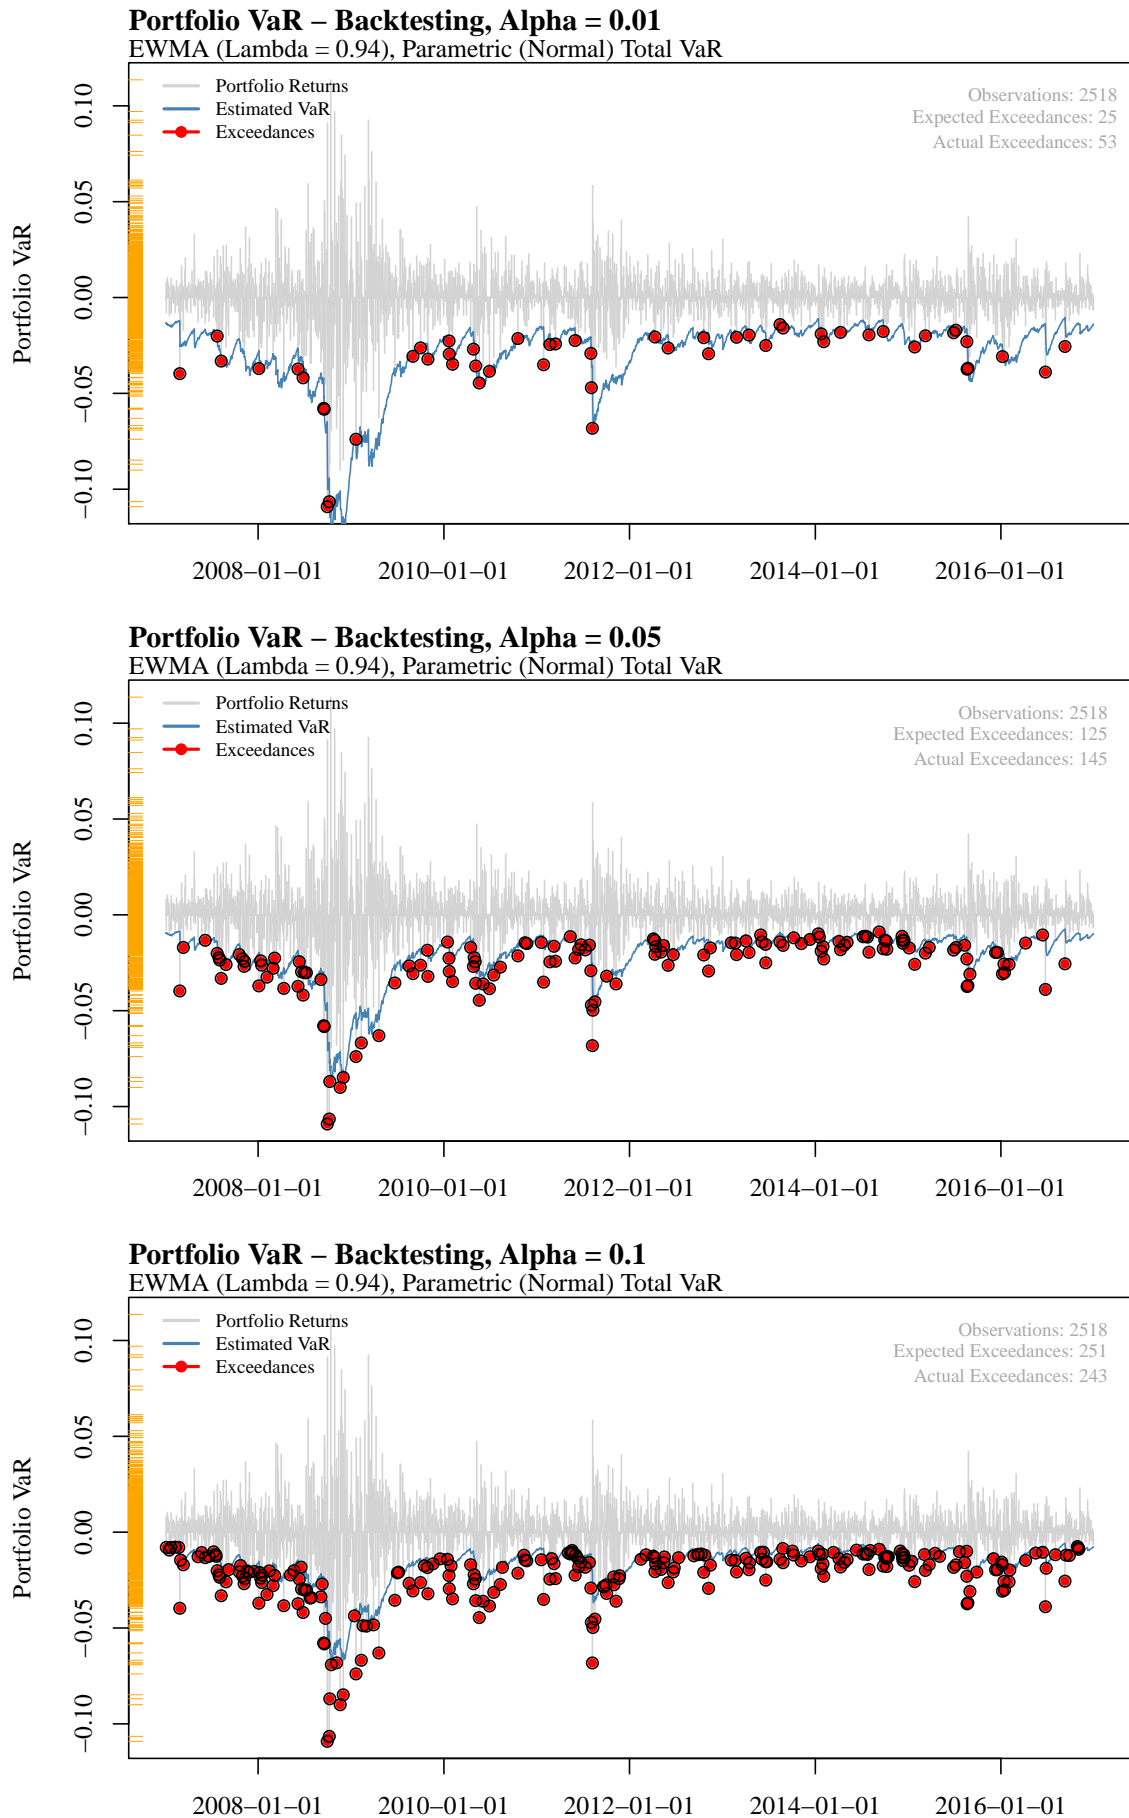 Portfolio VaR – Backtesting, Alpha = 0.01
EWMA (Lambda = 0.94), Parametric (Normal) Total VaR
Portfolio Returns
Estimated VaR
Exceedances
Observations: 2518
Expected Exceedances: 25
Actual Exceedances: 53
Portfolio VaR
0.10
0.05
0.00
−0.05
−0.10
2008−01−01
2010−01−01
2012−01−01
2014−01−01
2016−01−01
Portfolio VaR – Backtesting, Alpha = 0.05
EWMA (Lambda = 0.94), Parametric (Normal) Total VaR
Portfolio Returns
Estimated VaR
Exceedances
Observations: 2518
Expected Exceedances: 125
Actual Exceedances: 145
Portfolio VaR
0.10
0.05
0.00
−0.05
−0.10
2008−01−01
2010−01−01
2012−01−01
2014−01−01
2016−01−01
Portfolio VaR – Backtesting, Alpha = 0.1
EWMA (Lambda = 0.94), Parametric (Normal) Total VaR
Portfolio Returns
Estimated VaR
Exceedances
Observations: 2518
Expected Exceedances: 251
Actual Exceedances: 243
Portfolio VaR
0.10
0.05
0.00
−0.05
−0.10
2008−01−01
2010−01−01
2012−01−01
2014−01−01
2016−01−01